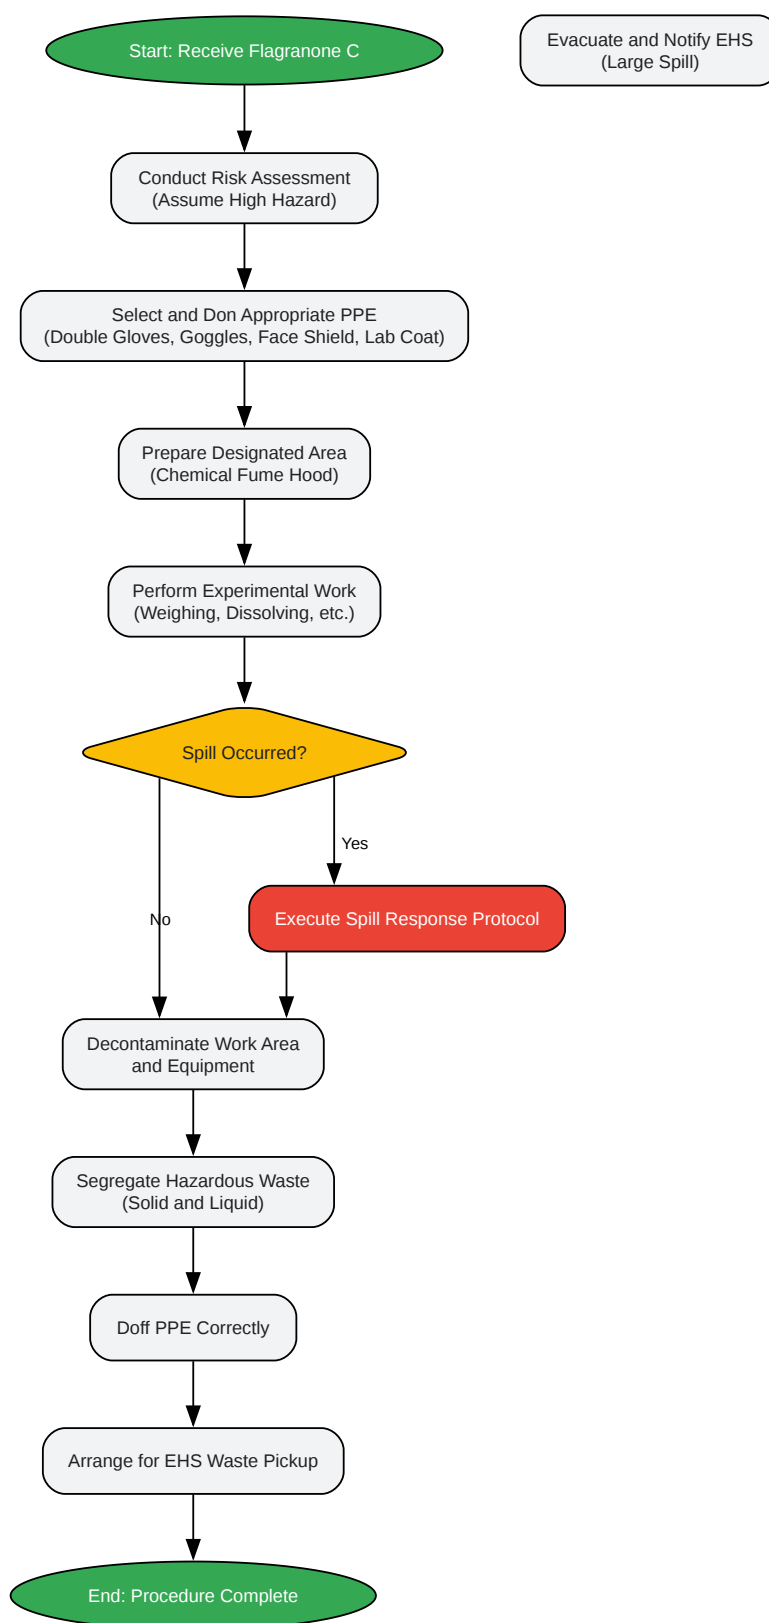 Start: Receive Flagranone C
Evacuate and Notify EHS
(Large Spill)
Conduct Risk Assessment
(Assume High Hazard)
Select and Don Appropriate PPE
(Double Gloves, Goggles, Face Shield, Lab Coat)
Prepare Designated Area
(Chemical Fume Hood)
Perform Experimental Work
(Weighing, Dissolving, etc.)
Spill Occurred?
Yes
No
Execute Spill Response Protocol
Decontaminate Work Area
and Equipment
Segregate Hazardous Waste
(Solid and Liquid)
Doff PPE Correctly
Arrange for EHS Waste Pickup
End: Procedure Complete